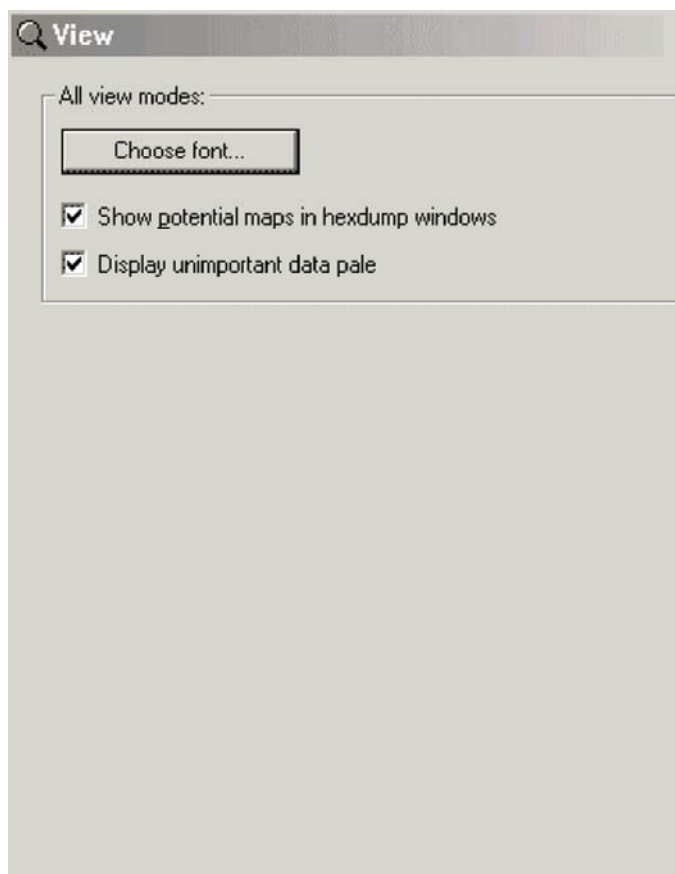 View
All view modes:
Choose font...
Show potential maps in hexdump windows
Display unimportant data pale